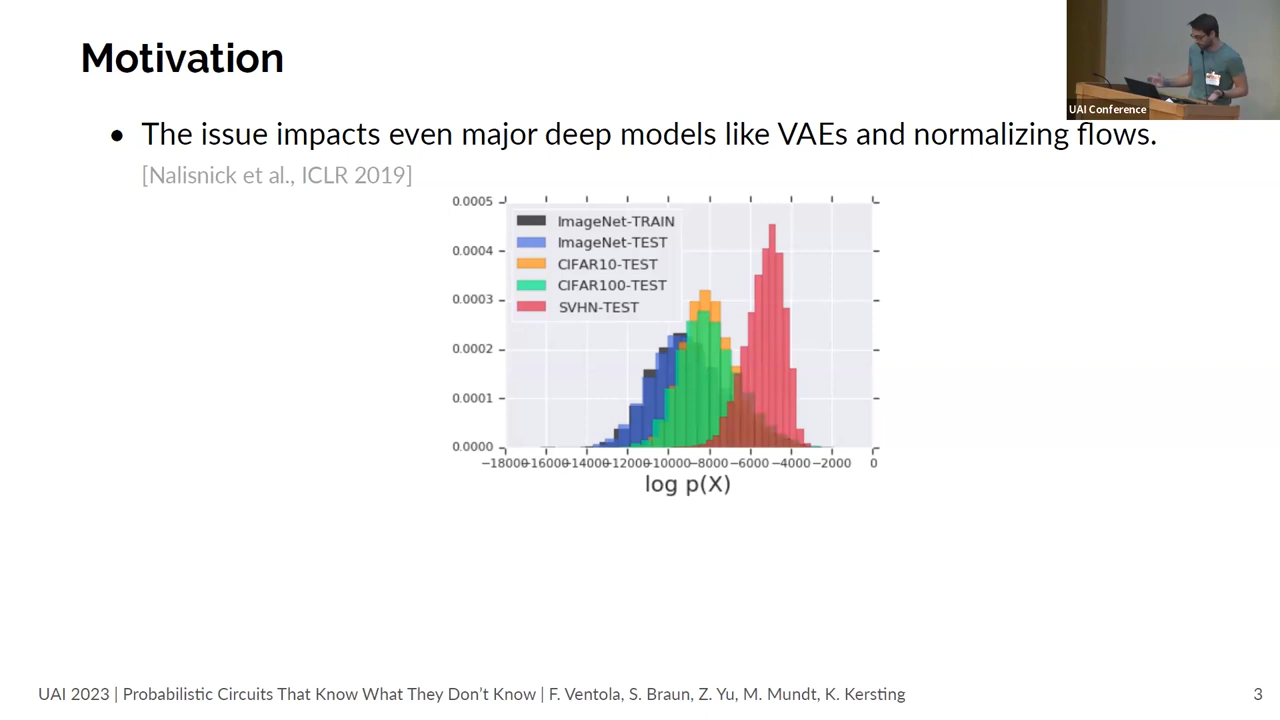 Motivation
UAI Conference
● The issue impacts even major deep models like VAEs and normalizing flows.
[Nalisnick et al., ICLR 2019]
0.0005
0.0004
0.0003
0.0002
0.0001
0.0000
ImageNet-TRAIN
ImageNet-TEST
CIFAR10-TEST
CIFAR100-TEST
SVHN-TEST
−18000 −16000 −14000 −12000 −10000 −8000 −6000 −4000 −2000 0
log p(X)
UAI 2023 | Probabilistic Circuits That Know What They Don’t Know | F. Ventola, S. Braun, Z. Yu, M. Mundt, K. Kersting
3